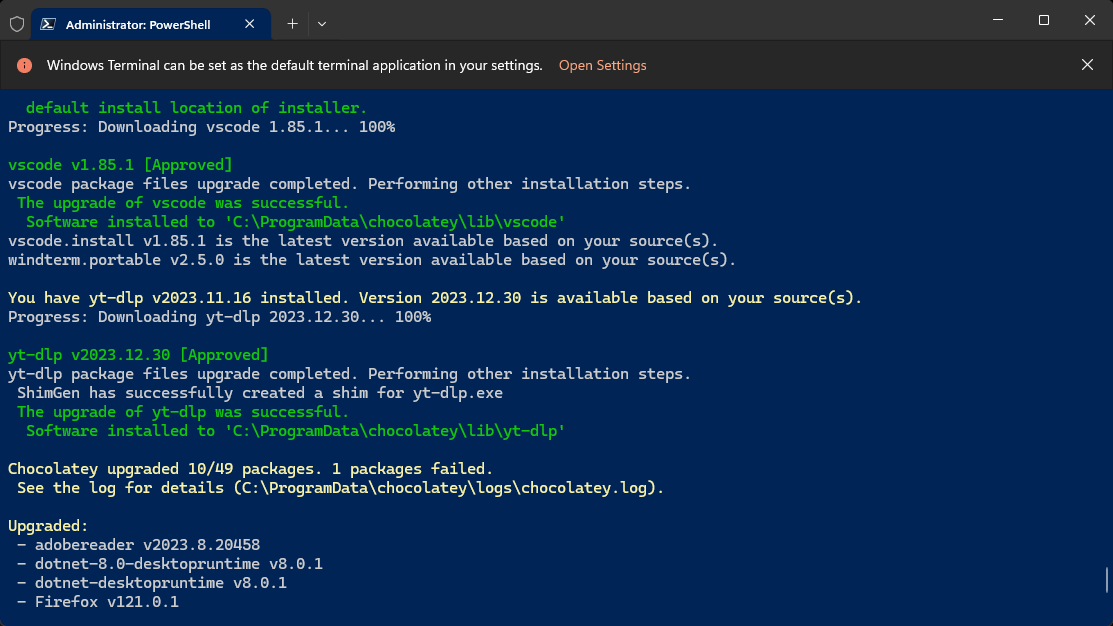 Administrator: PowerShell
Windows Terminal can be set as the default terminal application in your settings. Open Settings
default install location of installer.
Progress: Downloading vscode 1.85.1... 100%
vscode v1.85.1 [Approved]
vscode package files upgrade completed. Performing other installation steps.
The upgrade of vscode was successful.
Software installed to 'C:\ProgramData\chocolatey\lib\vscode'
vscode.install v1.85.1 is the latest version available based on your source(s).
windterm.portable v2.5.0 is the latest version available based on your source(s).
You have yt-dlp v2023.11.16 installed. Version 2023.12.30 is available based on your source(s).
Progress: Downloading yt-dlp 2023.12.30... 100%
yt-dlp v2023.12.30 [Approved]
yt-dlp package files upgrade completed. Performing other installation steps.
ShimGen has successfully created a shim for yt-dlp.exe
The upgrade of yt-dlp was successful.
Software installed to 'C:\ProgramData\chocolatey\lib\yt-dlp'
Chocolatey upgraded 10/49 packages. 1 packages failed.
See the log for details (C:\ProgramData\chocolatey\logs\chocolatey.log).
Upgraded:
- adobereader v2023.8.20458
- dotnet-8.0-desktopruntime v8.0.1
- dotnet-desktopruntime v8.0.1
- Firefox v121.0.1